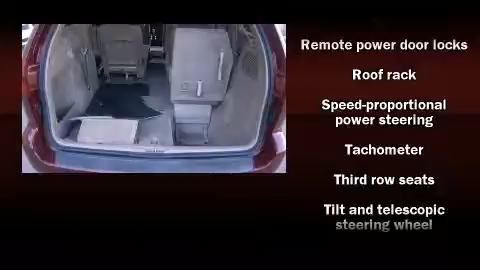 Remote power door locks
Roof rack
Speed-proportional
power steering
Tachometer
Third row seats
Tilt and telescopic
steering wheel